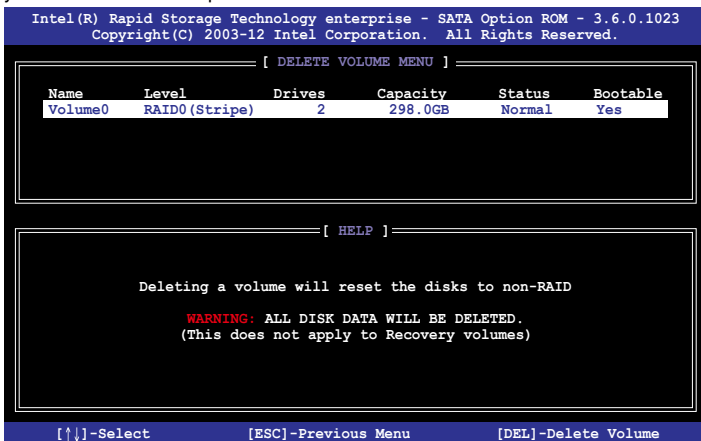 Intel(R) Rapid Storage Technology enterprise - SATA Option ROM - 3.6.0.1023
Copyright(C) 2003-12 Intel Corporation. All Rights Reserved.
[ DELETE VOLUME MENU ]
Name Level Drives Capacity Status Bootable
Volume0 RAID0(Stripe) 2 298.0GB Normal Yes
[ HELP ]
Deleting a volume will reset the disks to non-RAID
WARNING: ALL DISK DATA WILL BE DELETED.
(This does not apply to Recovery volumes)
[↑↓]-Select [ESC]-Previous Menu [DEL]-Delete Volume